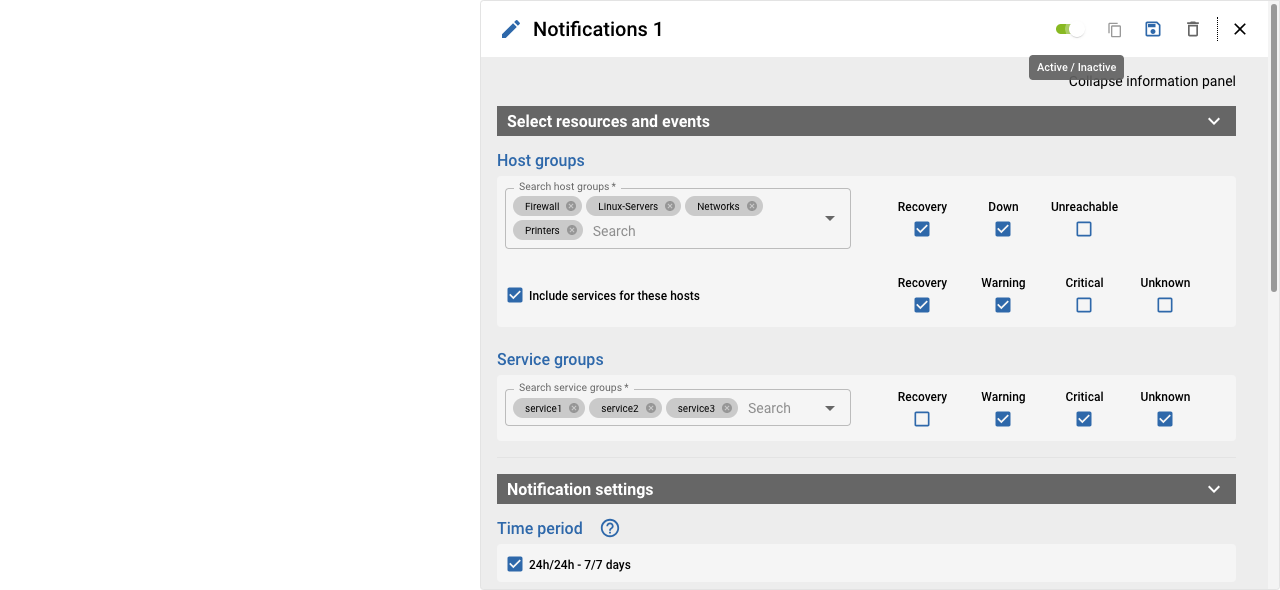 Notifications 1
Active / Inactive
Collapse information panel
Select resources and events
Host groups
Search host groups *
Firewall Linux-Servers Networks
Printers Search
Recovery Down Unreachable
Include services for these hosts
Recovery Warning Critical Unknown
Service groups
Search service groups *
service1 service2 service3 Search
Recovery Warning Critical Unknown
Notification settings
Time period ?
24h/24h - 7/7 days